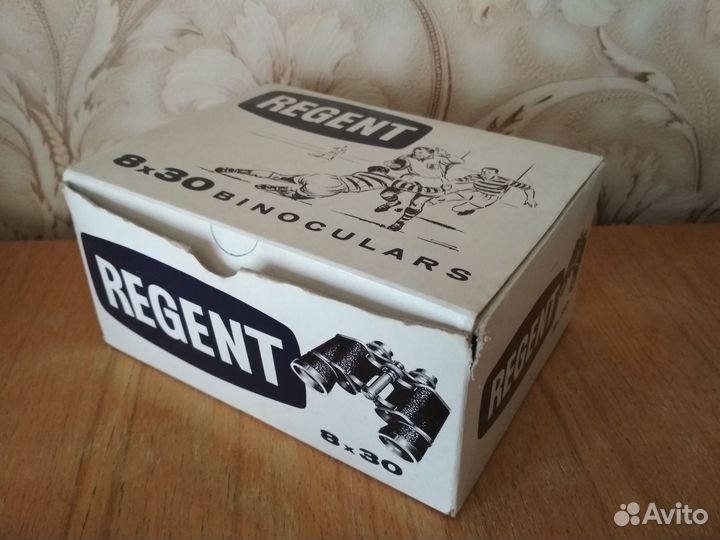 REGENT
8x30 BINOCULARS
REGENT
8x30
REGENT
Avito